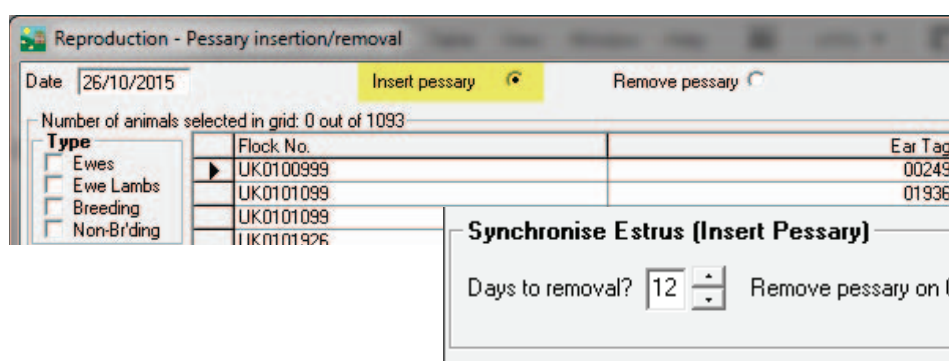 Reproduction - Pessary insertion/removal
Date 26/10/2015 Insert pessary Remove pessary
Number of animals selected in grid: 0 out of 1093
Type Flock No. Ear Tag
Ewes UK0100999 00249
Ewe Lambs UK0101099 01936
Breeding UK0101099
Non-Br'ding UK0101926
Synchronise Estrus (Insert Pessary)
Days to removal? 12 Remove pessary on